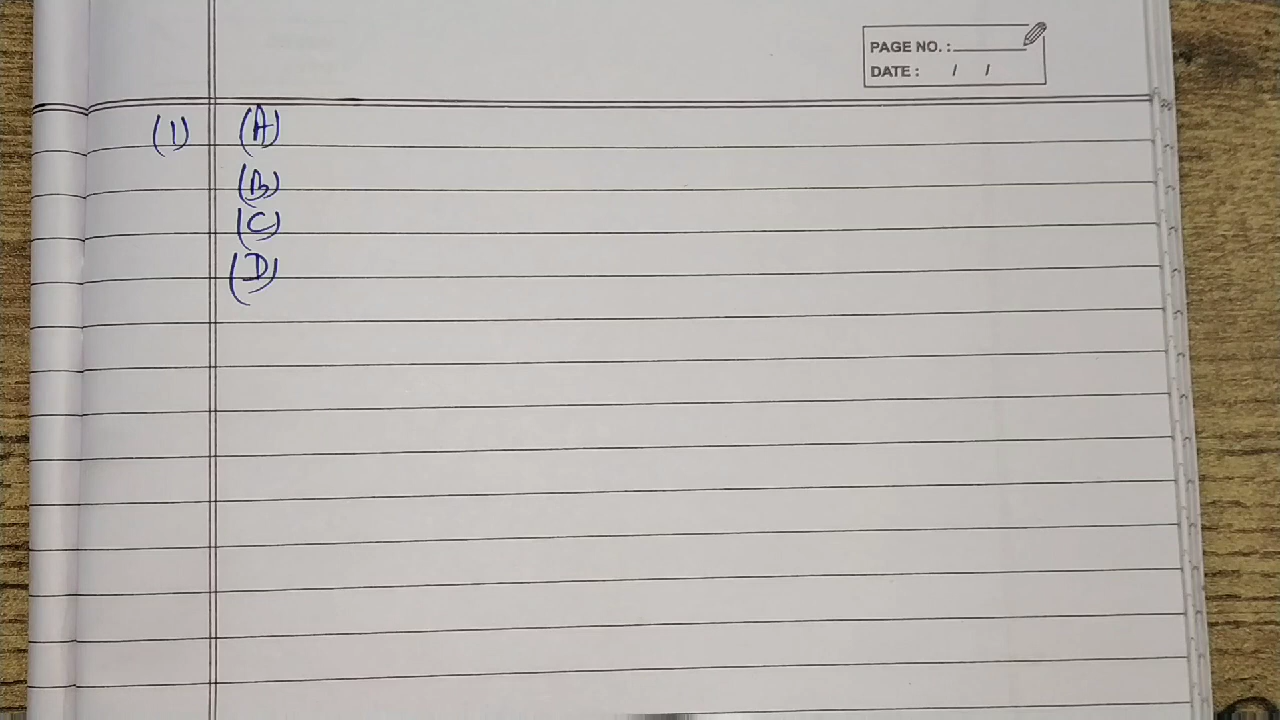 PAGE NO. :
DATE : / /
(1) (A)
(B)
(C)
(D)